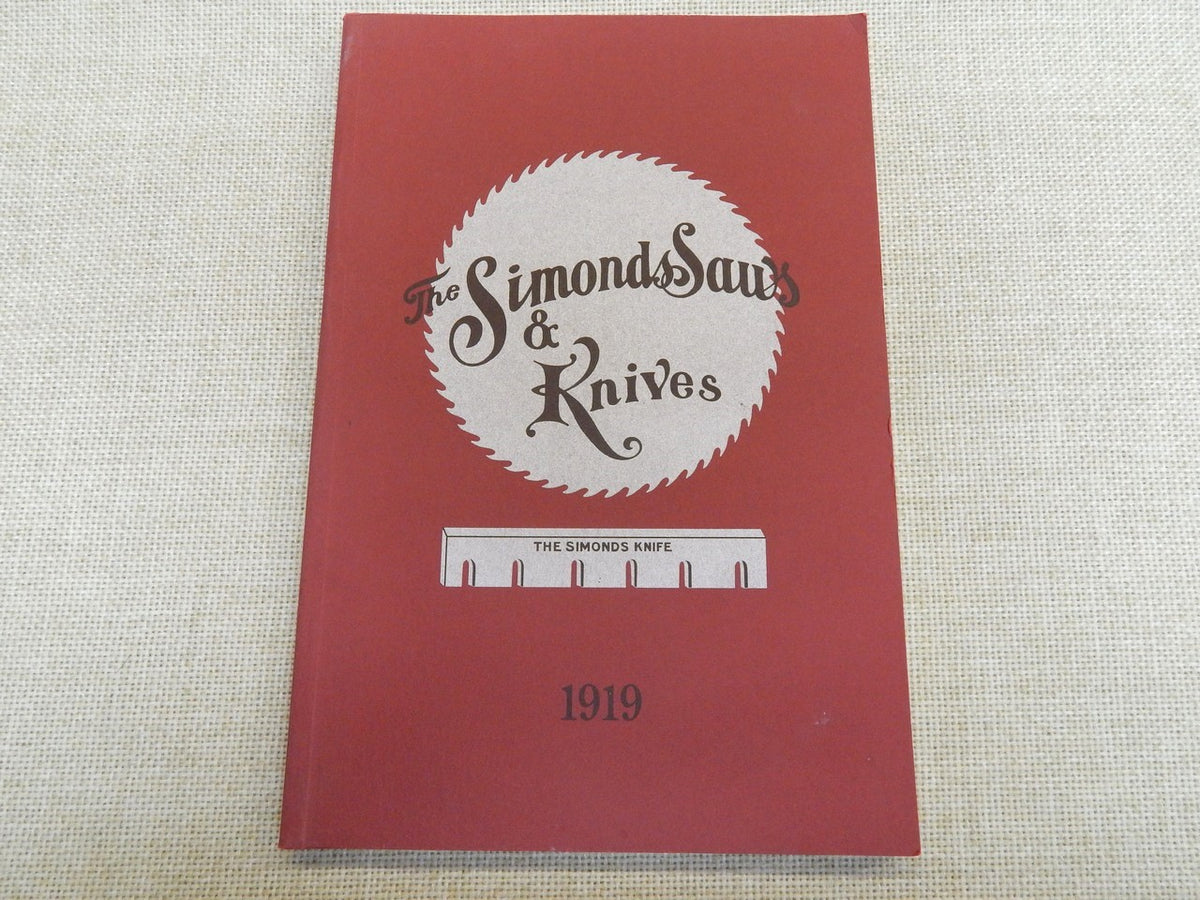 The Simonds Saws
&
Knives
THE SIMONDS KNIFE
1919